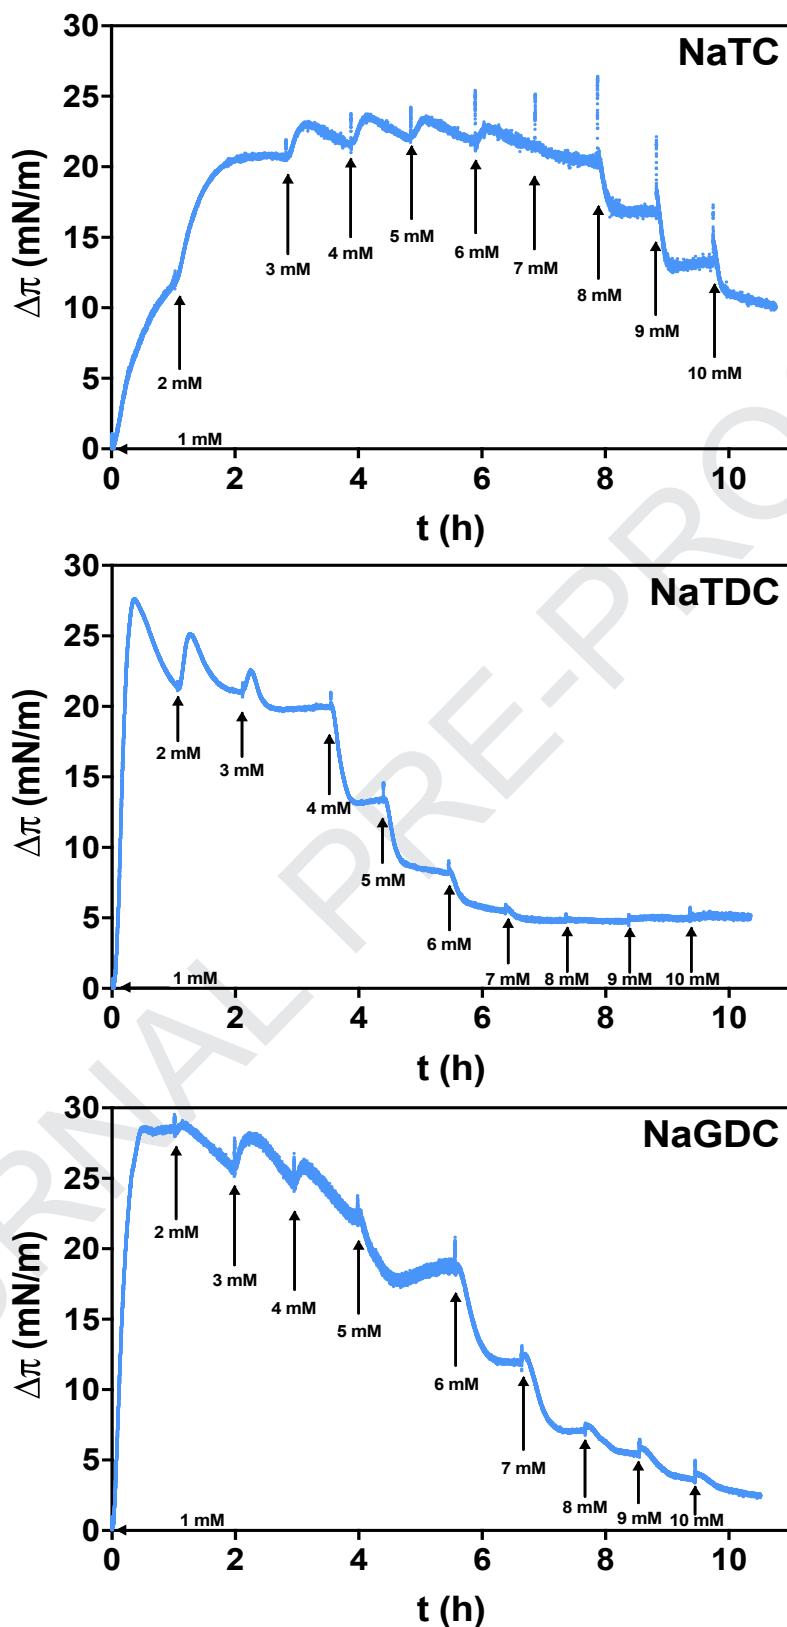 NaTC
Δπ (mN/m)
30
25
20
15
10
5
0
3 mM
4 mM
5 mM
6 mM
7 mM
8 mM
9 mM
2 mM
10 mM
1 mM
0 2 4 6 8 10
t (h)
NaTDC
Δπ (mN/m)
30
25
20
15
10
5
0
2 mM
3 mM
4 mM
5 mM
6 mM
1 mM
7 mM
8 mM
9 mM
10 mM
0 2 4 6 8 10
t (h)
NaGDC
Δπ (mN/m)
30
25
20
15
10
5
0
2 mM
3 mM
4 mM
5 mM
6 mM
7 mM
8 mM
9 mM
10 mM
1 mM
0 2 4 6 8 10
t (h)
RNAL PRE-PRO